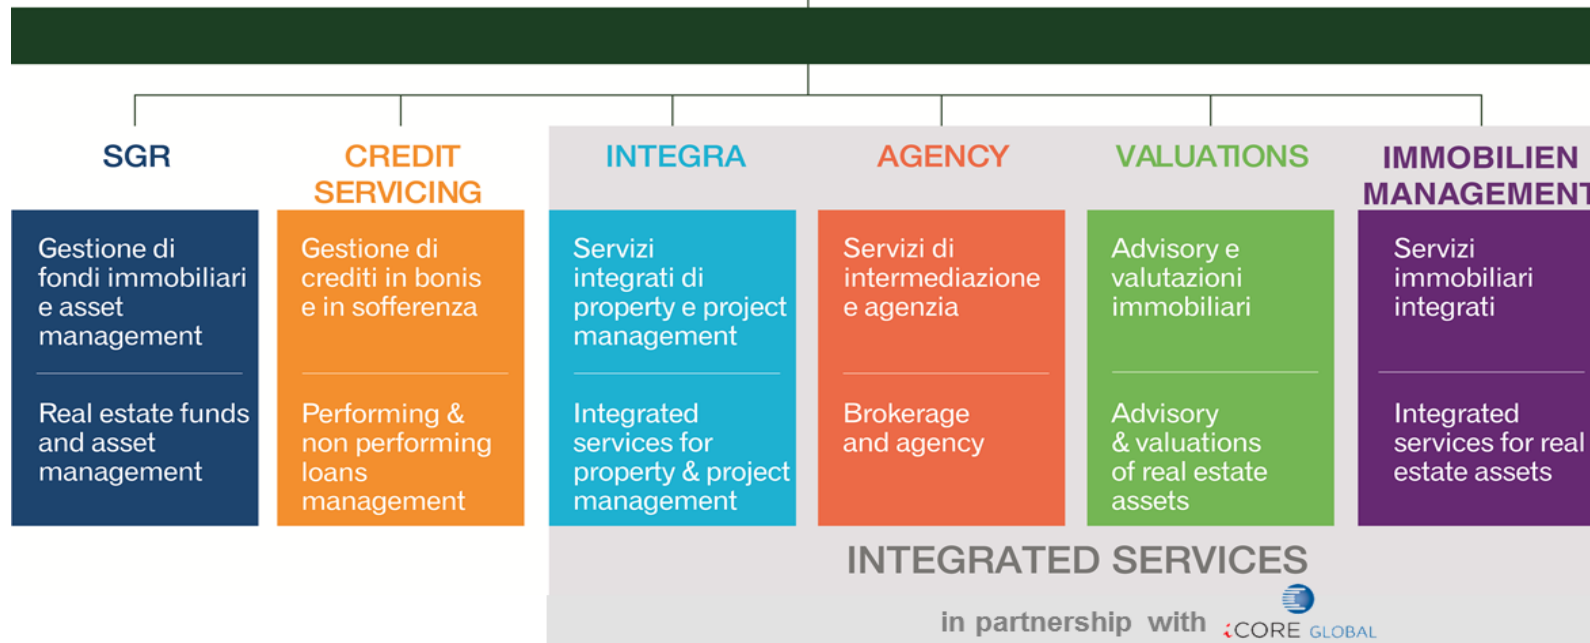 SGR
Gestione di
fondi immobiliari
e asset
management
Real estate funds
and asset
management
CREDIT
SERVICING
Gestione di
crediti in bonis
e in sofferenza
Performing &
non performing
loans
management
INTEGRA
Servizi
integrati di
property e project
management
Integrated
services for
property & project
management
AGENCY
Servizi di
intermediazione
e agenzia
Brokerage
and agency
VALUATIONS
Advisory e
valutazioni
immobiliari
Advisory
& valuations
of real estate
assets
IMMOBILIEN
MANAGEMENT
Servizi
immobiliari
integrati
Integrated
services for real
estate assets
INTEGRATED SERVICES
in partnership with iCORE GLOBAL